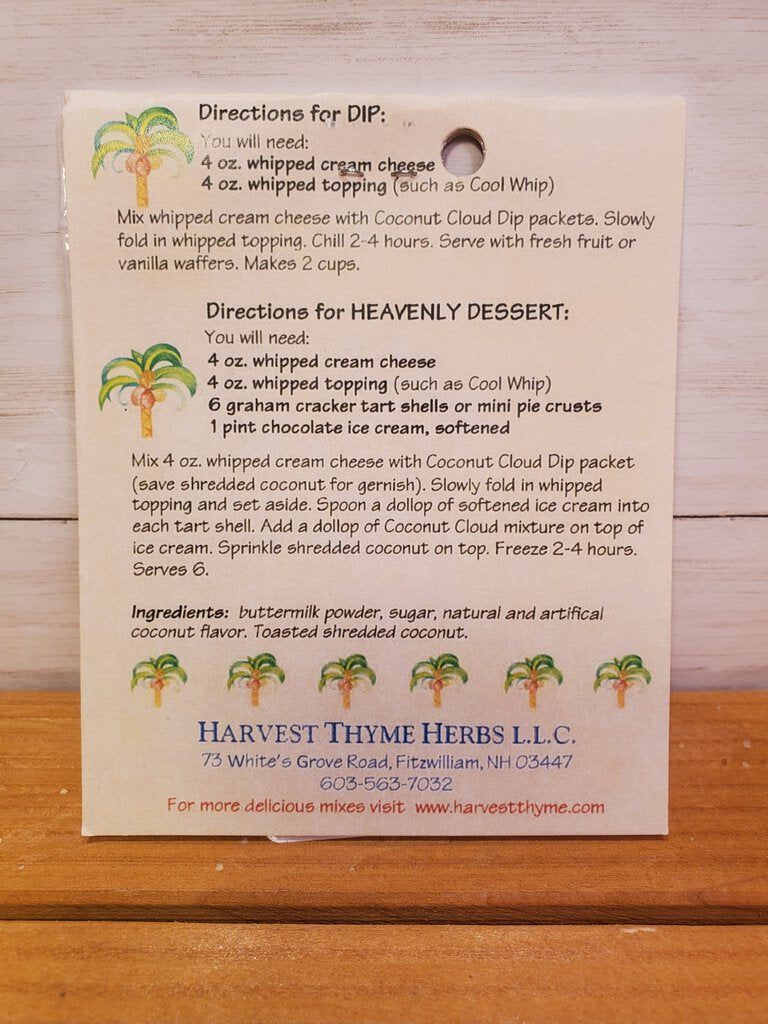 Directions for DIP:
You will need:
4 oz. whipped cream cheese
4 oz. whipped topping (such as Cool Whip)
Mix whipped cream cheese with Coconut Cloud Dip packets. Slowly
fold in whipped topping. Chill 2-4 hours. Serve with fresh fruit or
vanilla waffers. Makes 2 cups.
Directions for HEAVENLY DESSERT:
You will need:
4 oz. whipped cream cheese
4 oz. whipped topping (such as Cool Whip)
6 graham cracker tart shells or mini pie crusts
1 pint chocolate ice cream, softened
Mix 4 oz. whipped cream cheese with Coconut Cloud Dip packet
(save shredded coconut for gernish). Slowly fold in whipped
topping and set aside. Spoon a dollop of softened ice cream into
each tart shell. Add a dollop of Coconut Cloud mixture on top of
ice cream. Sprinkle shredded coconut on top. Freeze 2-4 hours.
Serves 6.
Ingredients: buttermilk powder, sugar, natural and artifical
coconut flavor. Toasted shredded coconut.
HARVEST THYME HERBS L.L.C.
73 White's Grove Road, Fitzwilliam, NH 03447
603-563-7032
For more delicious mixes visit www.harvestthyme.com